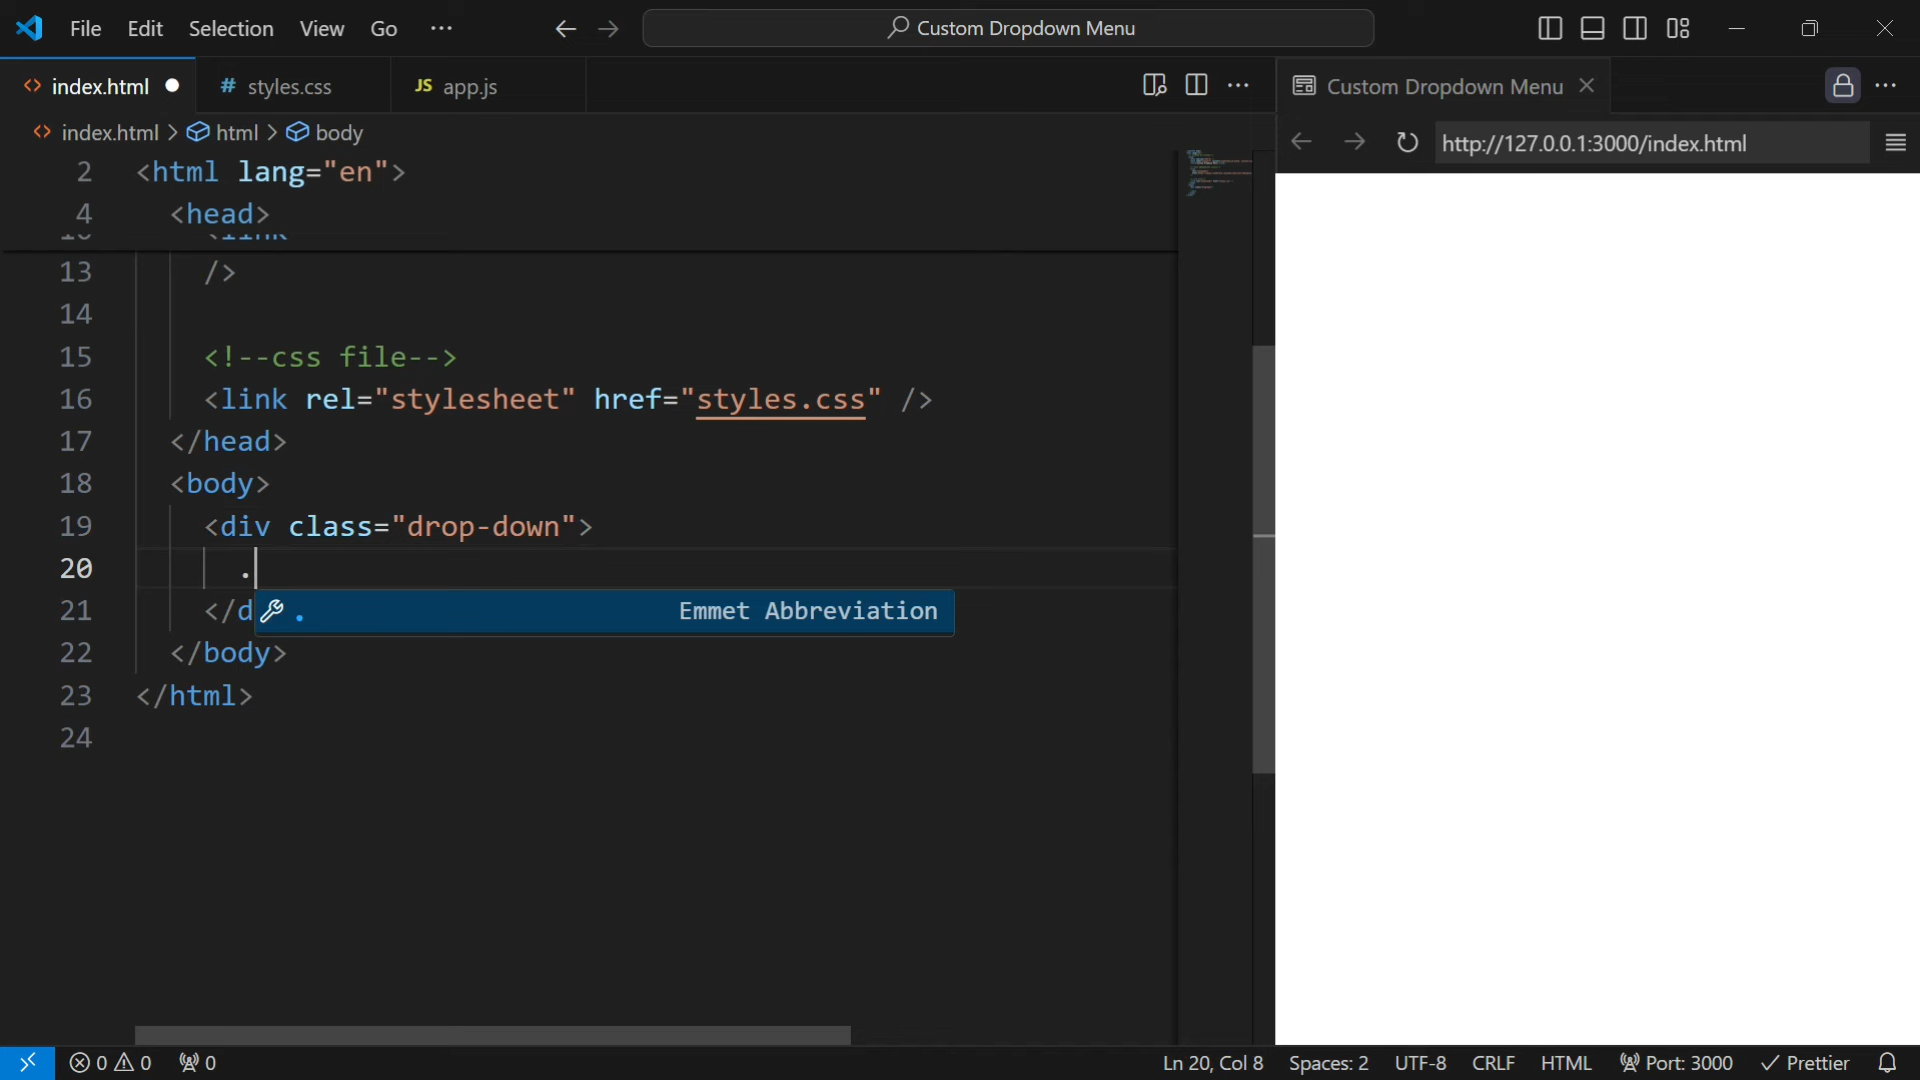 File Edit Selection View Go ··· Custom Dropdown Menu
index.html # styles.css JS app.js ··· Custom Dropdown Menu ···
index.html > html > body
http://127.0.0.1:3000/index.html
2 <html lang="en">
4 <head>
13 />
14
15 <!--css file-->
16 <link rel="stylesheet" href="styles.css" />
17 </head>
18 <body>
19 <div class="drop-down">
20 .
21 </d . Emmet Abbreviation
22 </body>
23 </html>
24
0 0 0 Ln 20, Col 8 Spaces: 2 UTF-8 CRLF HTML Port: 3000 Prettier